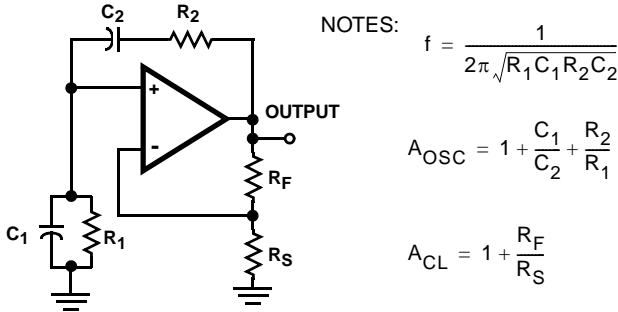 C2
R2
+
-
OUTPUT
RF
RS
C1
R1
NOTES:
f = 1 / 2π√R1C1R2C2
AOSC = 1 + C1/C2 + R2/R1
ACL = 1 + RF/RS